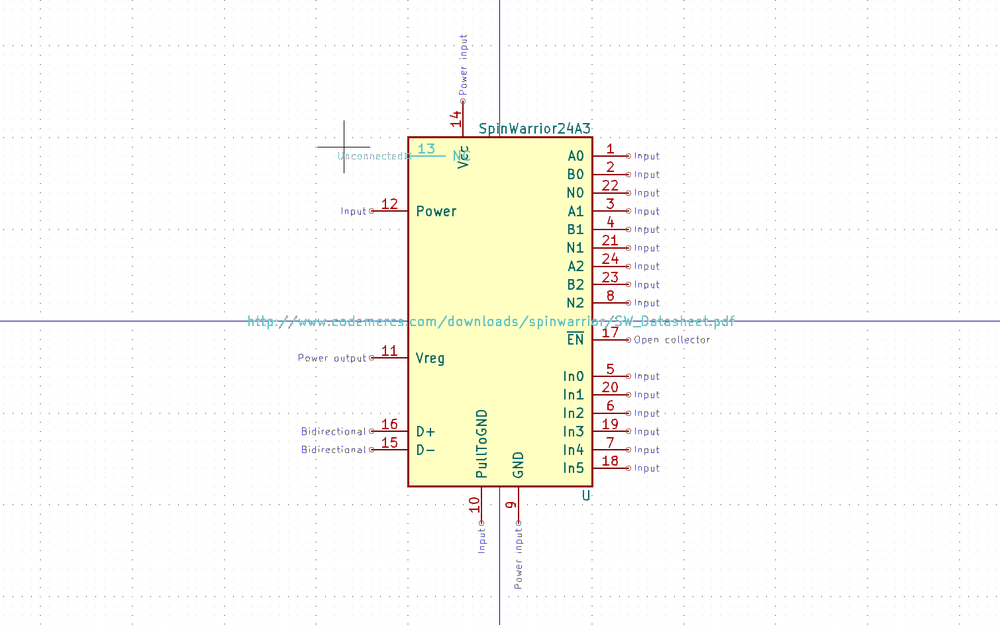 Power input
14
SpinWarrior24A3
Unconnected 13 NC
Vcc
A0 1 Input
B0 2 Input
N0 22 Input
Input 12 Power
A1 3 Input
B1 4 Input
N1 21 Input
A2 24 Input
B2 23 Input
N2 8 Input
http://www.codemercs.com/downloads/spinwarrior/SW_Datasheet.pdf
EN 17 Open collector
Power output 11 Vreg
In0 5 Input
In1 20 Input
In2 6 Input
Bidirectional 16 D+
In3 19 Input
Bidirectional 15 D-
In4 7 Input
In5 18 Input
PullToGND
GND
U
10
9
Input
Power input